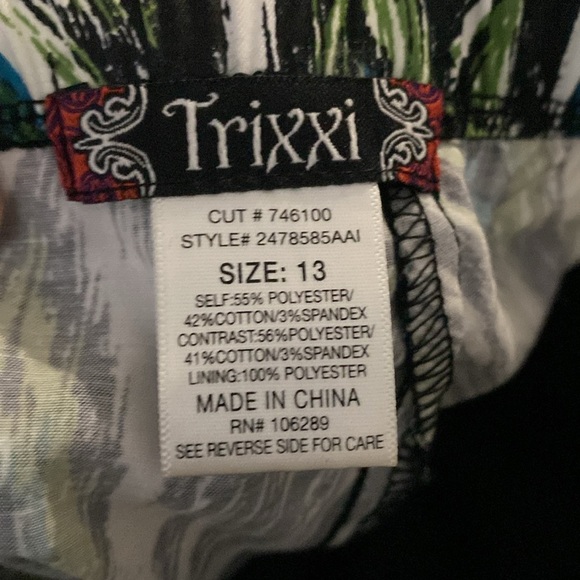 Trixxi
CUT # 746100
STYLE# 2478585AAI
SIZE: 13
SELF:55% POLYESTER/
42%COTTON/3%SPANDEX
CONTRAST:56%POLYESTER/
41%COTTON/3%SPANDEX
LINING:100% POLYESTER
MADE IN CHINA
RN# 106289
SEE REVERSE SIDE FOR CARE